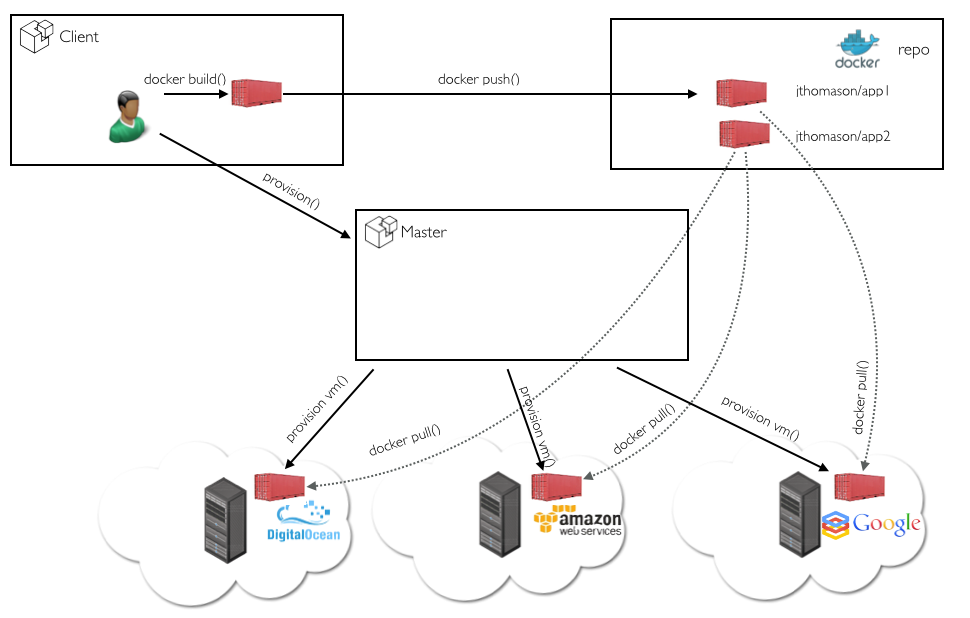 Client
docker build()
docker push()
docker
repo
jthomason/app1
jthomason/app2
provision()
Master
provision vm()
provision vm()
provision vm()
docker pull()
docker pull()
docker pull()
DigitalOcean
amazon
web services
Google